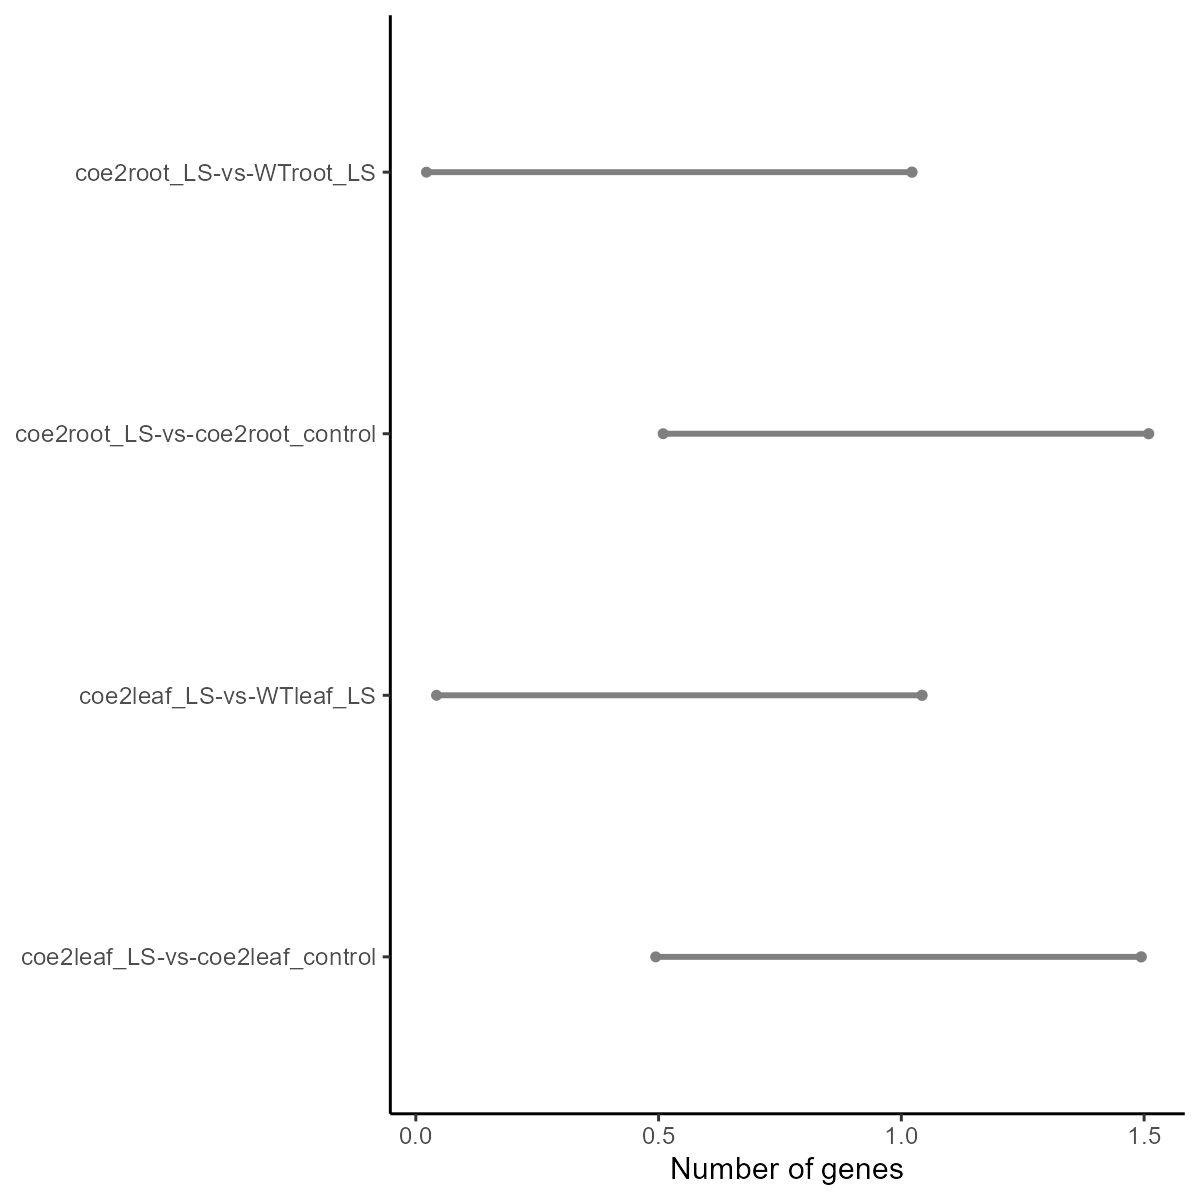 coe2root_LS-vs-WTroot_LS
coe2root_LS-vs-coe2root_control
coe2leaf_LS-vs-WTleaf_LS
coe2leaf_LS-vs-coe2leaf_control
0.0 0.5 1.0 1.5
Number of genes